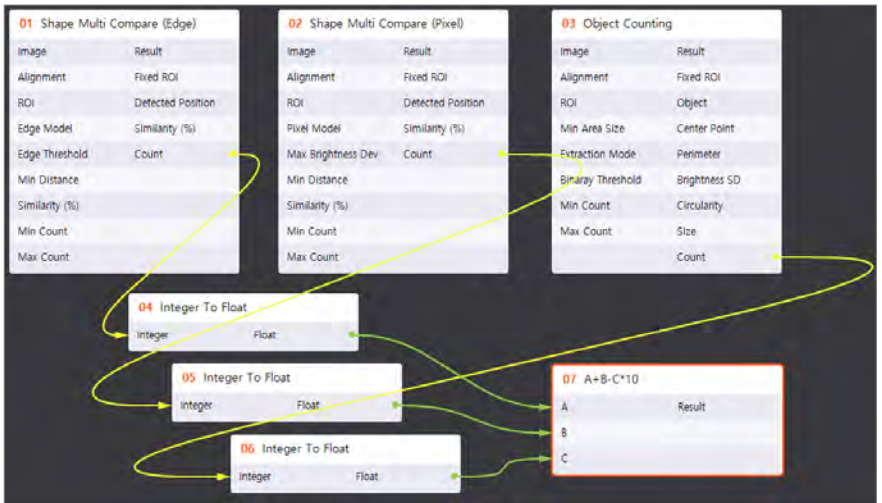 01 Shape Multi Compare (Edge)
Image Result
Alignment Fixed ROI
ROI Detected Position
Edge Model Similarity (%)
Edge Threshold Count
Min Distance
Similarity (%)
Min Count
Max Count
02 Shape Multi Compare (Pixel)
Image Result
Alignment Fixed ROI
ROI Detected Position
Pixel Model Similarity (%)
Max Brightness Dev Count
Min Distance
Similarity (%)
Min Count
Max Count
03 Object Counting
Image Result
Alignment Fixed ROI
ROI Object
Min Area Size Center Point
Extraction Mode Perimeter
Binaray Threshold Brightness SD
Min Count Circularity
Max Count Size
Count
04 Integer To Float
Integer Float
05 Integer To Float
Integer Float
06 Integer To Float
Integer Float
07 A+B-C*10
A Result
B
C